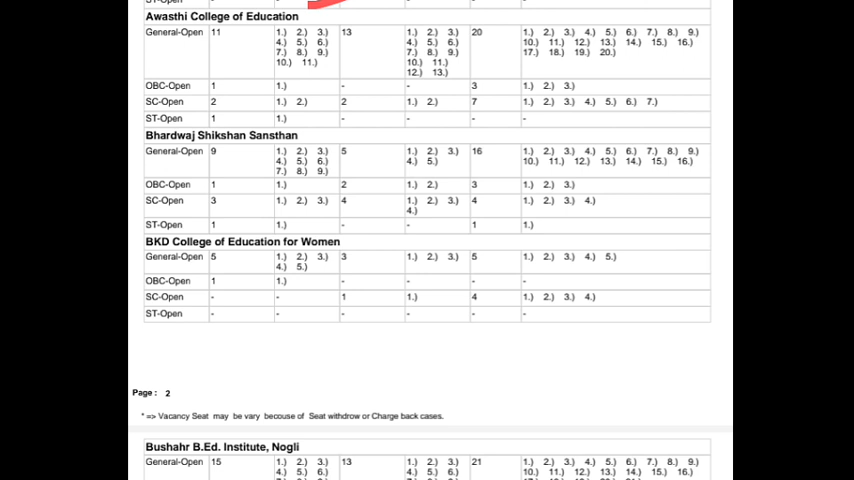 ST-Open - - - - - -
Awasthi College of Education
General-Open 11 1.) 2.) 3.) 13 1.) 2.) 3.) 20 1.) 2.) 3.) 4.) 5.) 6.) 7.) 8.) 9.)
4.) 5.) 6.) 4.) 5.) 6.) 10.) 11.) 12.) 13.) 14.) 15.) 16.)
7.) 8.) 9.) 7.) 8.) 9.) 17.) 18.) 19.) 20.)
10.) 11.) 10.) 11.)
12.) 13.)
OBC-Open 1 1.) - - 3 1.) 2.) 3.)
SC-Open 2 1.) 2.) 2 1.) 2.) 7 1.) 2.) 3.) 4.) 5.) 6.) 7.)
ST-Open 1 1.) - - - -
Bhardwaj Shikshan Sansthan
General-Open 9 1.) 2.) 3.) 5 1.) 2.) 3.) 16 1.) 2.) 3.) 4.) 5.) 6.) 7.) 8.) 9.)
4.) 5.) 6.) 4.) 5.) 10.) 11.) 12.) 13.) 14.) 15.) 16.)
7.) 8.) 9.)
OBC-Open 1 1.) 2 1.) 2.) 3 1.) 2.) 3.)
SC-Open 3 1.) 2.) 3.) 4 1.) 2.) 3.) 4 1.) 2.) 3.) 4.)
4.)
ST-Open 1 1.) - - 1 1.)
BKD College of Education for Women
General-Open 5 1.) 2.) 3.) 3 1.) 2.) 3.) 5 1.) 2.) 3.) 4.) 5.)
4.) 5.)
OBC-Open 1 1.) - - - -
SC-Open - - 1 1.) 4 1.) 2.) 3.) 4.)
ST-Open - - - - - -
Page : 2
* => Vacancy Seat may be vary becouse of Seat withdrow or Charge back cases.
Bushahr B.Ed. Institute, Nogli
General-Open 15 1.) 2.) 3.) 13 1.) 2.) 3.) 21 1.) 2.) 3.) 4.) 5.) 6.) 7.) 8.) 9.)
4.) 5.) 6.) 4.) 5.) 6.) 10.) 11.) 12.) 13.) 14.) 15.) 16.)